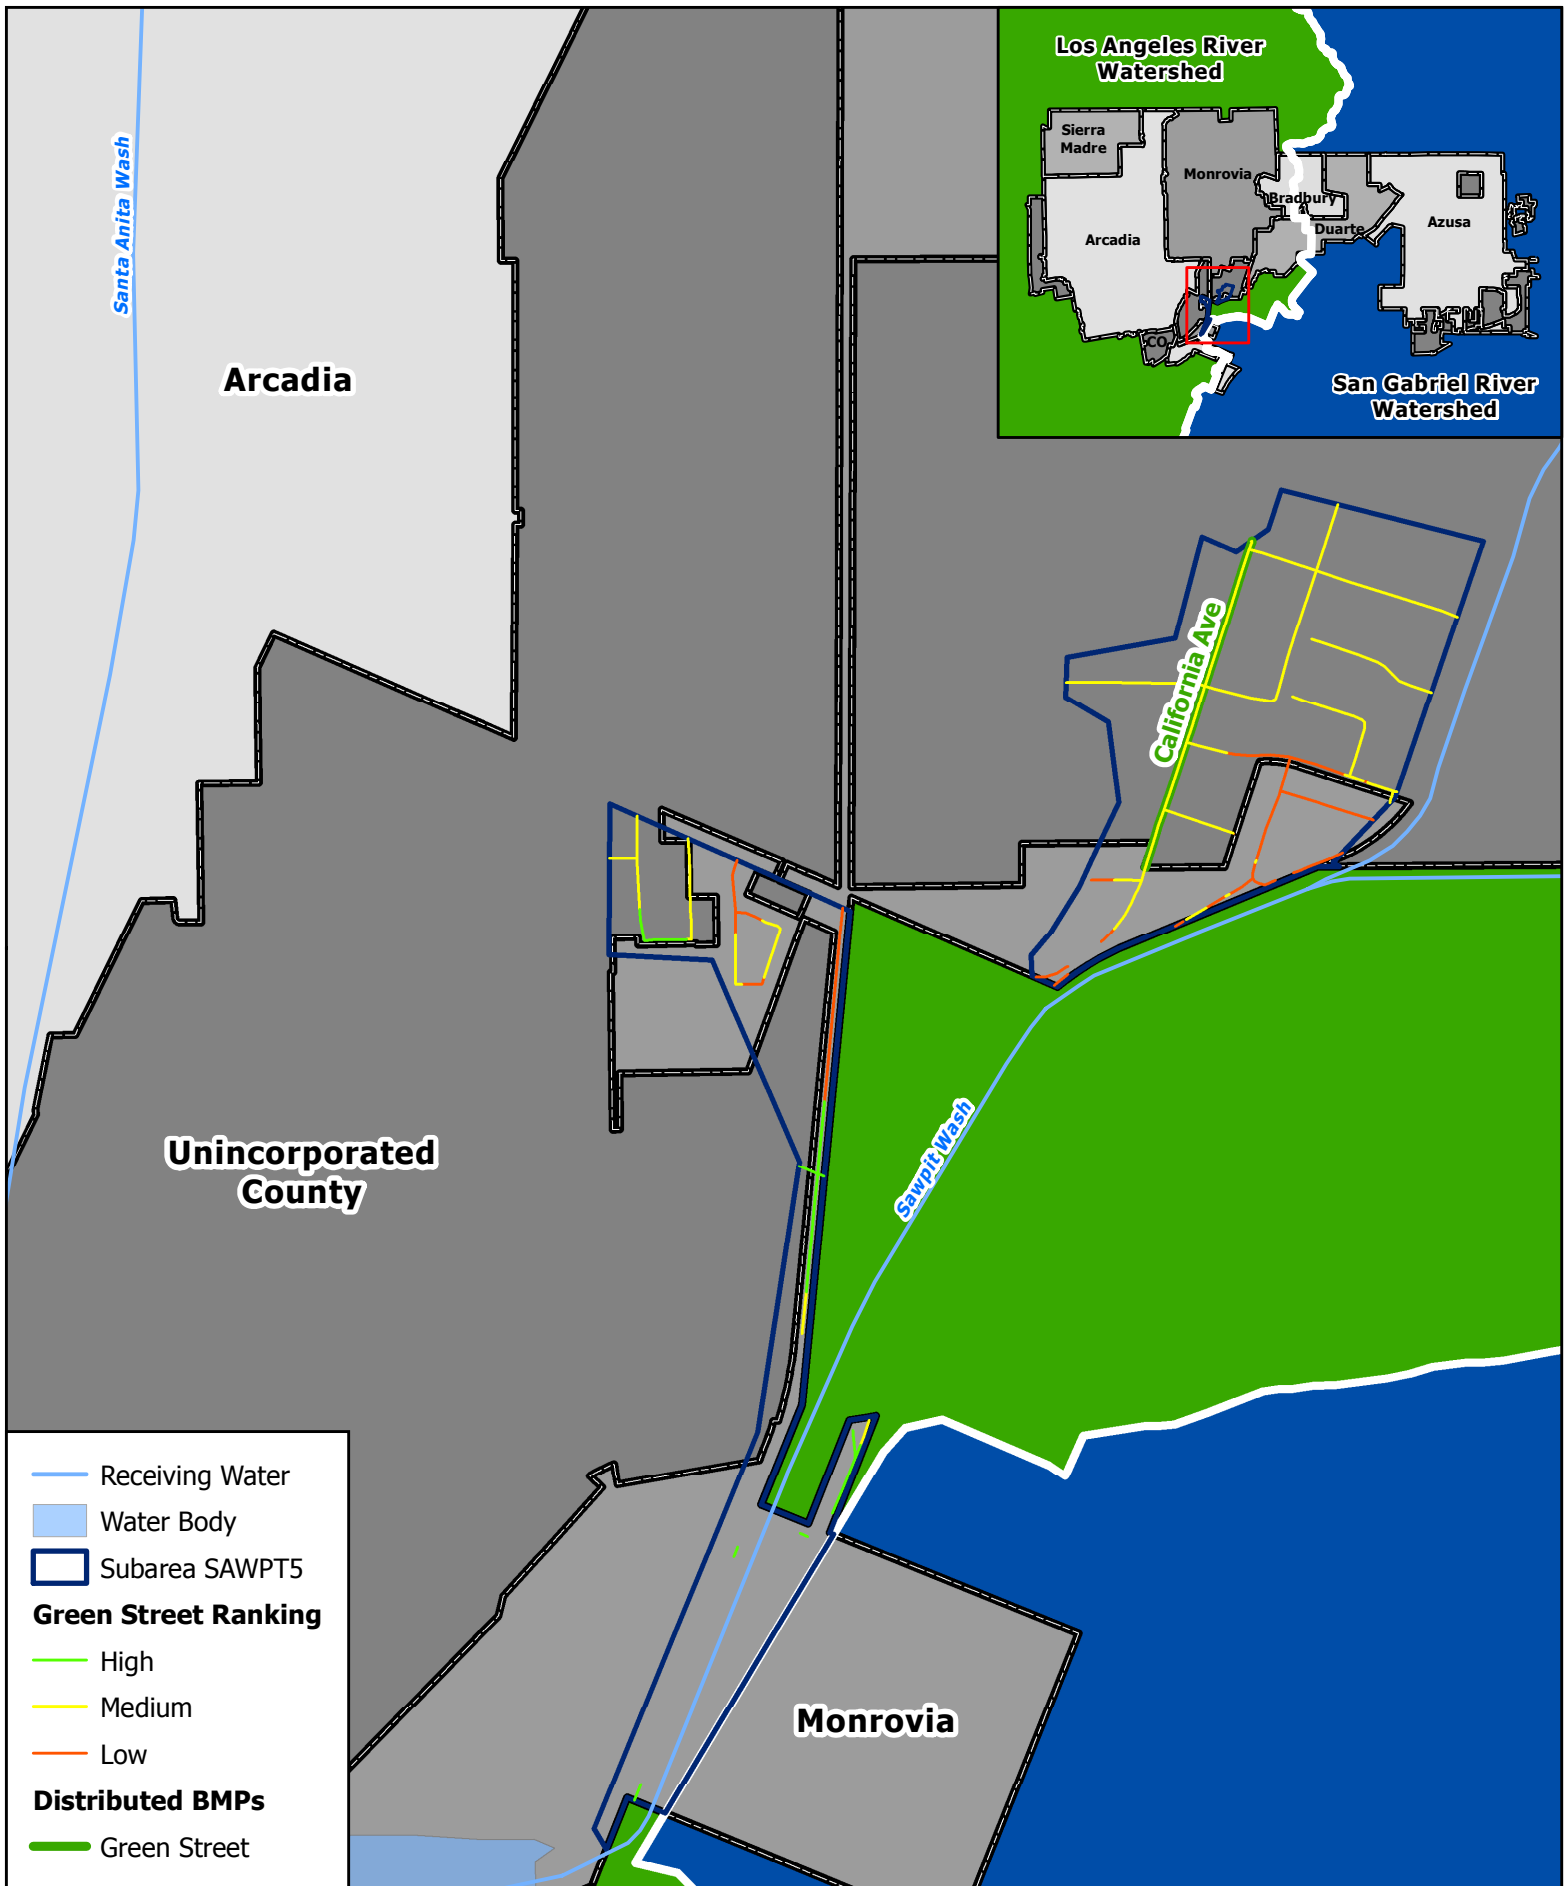 Los Angeles River
Watershed
Sierra
Madre
Monrovia
Bradbury
Duarte
Azusa
Arcadia
CO
San Gabriel River
Watershed
Santa Anita Wash
Arcadia
California Ave
Unincorporated
County
Sawpit Wash
Monrovia
Receiving Water
Water Body
Subarea SAWPT5
Green Street Ranking
High
Medium
Low
Distributed BMPs
Green Street